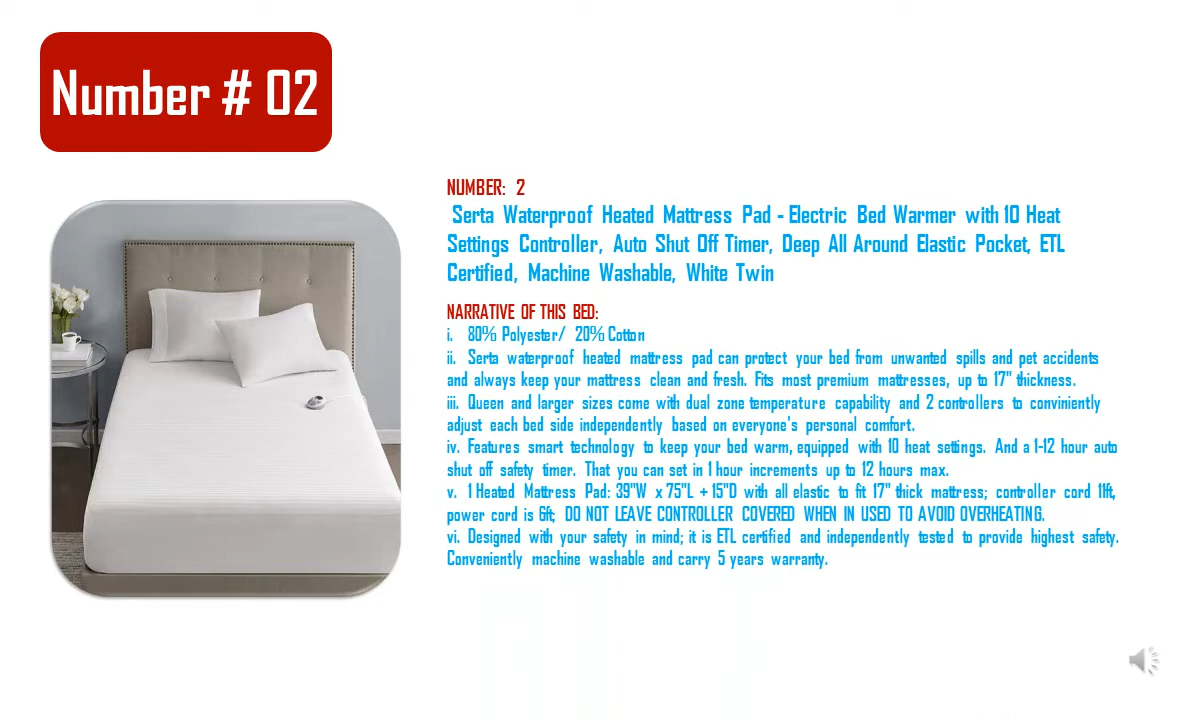 Number # 02
NUMBER: 2
Serta Waterproof Heated Mattress Pad - Electric Bed Warmer with 10 Heat
Settings Controller, Auto Shut Off Timer, Deep All Around Elastic Pocket, ETL
Certified, Machine Washable, White Twin
NARRATIVE OF THIS BED:
i. 80% Polyester/ 20% Cotton
ii. Serta waterproof heated mattress pad can protect your bed from unwanted spills and pet accidents
and always keep your mattress clean and fresh. Fits most premium mattresses, up to 17" thickness.
iii. Queen and larger sizes come with dual zone temperature capability and 2 controllers to conviniently
adjust each bed side independently based on everyone's personal comfort.
iv. Features smart technology to keep your bed warm, equipped with 10 heat settings. And a 1-12 hour auto
shut off safety timer. That you can set in 1 hour increments up to 12 hours max.
v. 1 Heated Mattress Pad: 39"W x 75"L + 15"D with all elastic to fit 17" thick mattress; controller cord 11ft,
power cord is 6ft; DO NOT LEAVE CONTROLLER COVERED WHEN IN USED TO AVOID OVERHEATING.
vi. Designed with your safety in mind; it is ETL certified and independently tested to provide highest safety.
Conveniently machine washable and carry 5 years warranty.